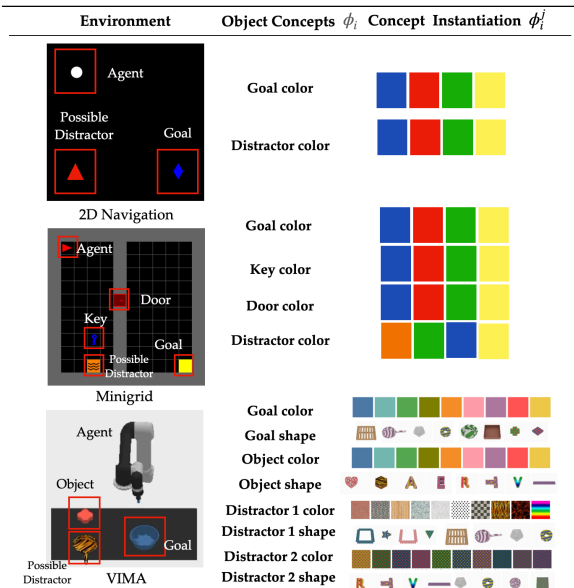 Environment Object Concepts ϕᵢ Concept Instantiation ϕᵢʲ
Agent
Possible
Distractor
Goal
2D Navigation
Goal color
Distractor color
Agent
Door
Key
Goal
Possible
Distractor
Minigrid
Goal color
Key color
Door color
Distractor color
Agent
Object
Goal
Possible
Distractor
VIMA
Goal color
Goal shape
Object color
Object shape
A E R T V
Distractor 1 color
Distractor 1 shape
Distractor 2 color
Distractor 2 shape
R T V